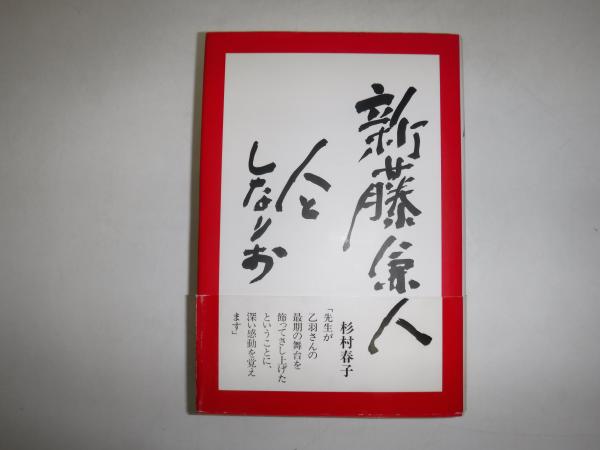 新藤兼人
人と
しなりお
杉村春子
「先生が
乙羽さんの
最期の舞台を
飾ってさし上げた
ということに、
深い感動を覚え
ます」